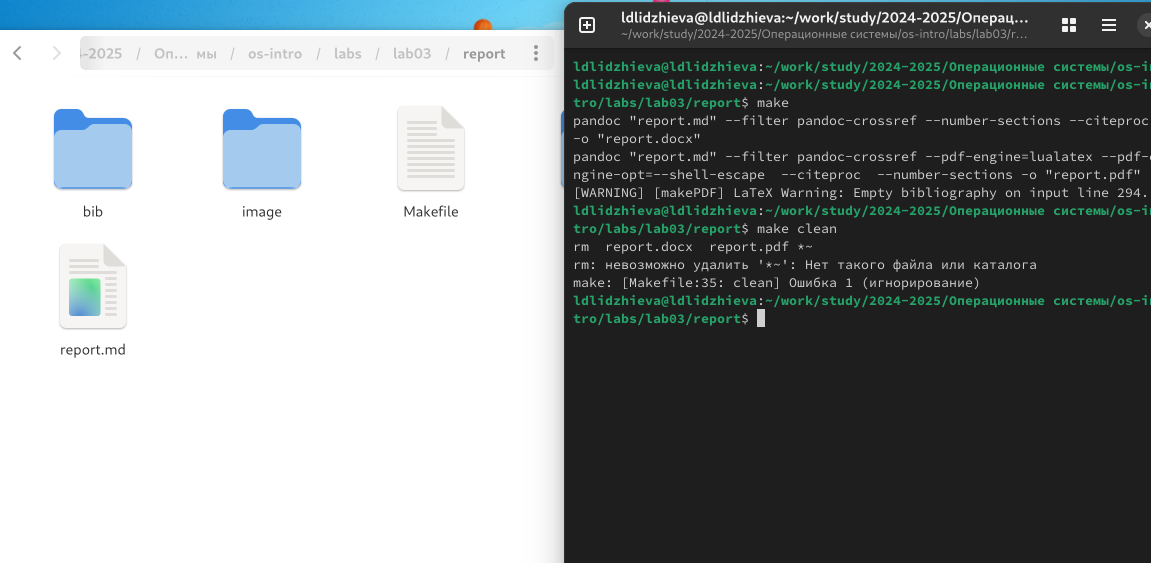 -2025 / Оп... мы / os-intro / labs / lab03 / report
bib
image
Makefile
report.md
ldlidzhieva@ldlidzhieva:~/work/study/2024-2025/Операц...
~/work/study/2024-2025/Операционные системы/os-intro/labs/lab03/r...
ldlidzhieva@ldlidzhieva:~/work/study/2024-2025/Операционные системы/os-in
ldlidzhieva@ldlidzhieva:~/work/study/2024-2025/Операционные системы/os-in
tro/labs/lab03/report$ make
pandoc "report.md" --filter pandoc-crossref --number-sections --citeproc
-o "report.docx"
pandoc "report.md" --filter pandoc-crossref --pdf-engine=lualatex --pdf-e
ngine-opt=--shell-escape --citeproc --number-sections -o "report.pdf"
[WARNING] [makePDF] LaTeX Warning: Empty bibliography on input line 294.
ldlidzhieva@ldlidzhieva:~/work/study/2024-2025/Операционные системы/os-in
tro/labs/lab03/report$ make clean
rm report.docx report.pdf *~
rm: невозможно удалить '*~': Нет такого файла или каталога
make: [Makefile:35: clean] Ошибка 1 (игнорирование)
ldlidzhieva@ldlidzhieva:~/work/study/2024-2025/Операционные системы/os-in
tro/labs/lab03/report$